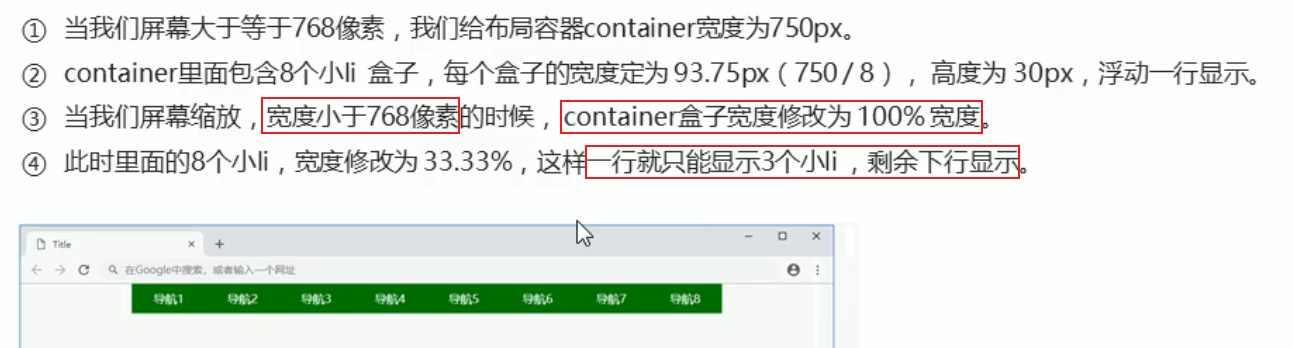 ① 当我们屏幕大于等于768像素，我们给布局容器container宽度为750px。
② container里面包含8个小li 盒子，每个盒子的宽度定为 93.75px（750 / 8），高度为 30px，浮动一行显示。
③ 当我们屏幕缩放，宽度小于768像素的时候，container盒子宽度修改为 100% 宽度。
④ 此时里面的8个小li，宽度修改为 33.33%，这样一行就只能显示3个小li ，剩余下行显示。
Title
在Google中搜索，或者输入一个网址
导航1 导航2 导航3 导航4 导航5 导航6 导航7 导航8